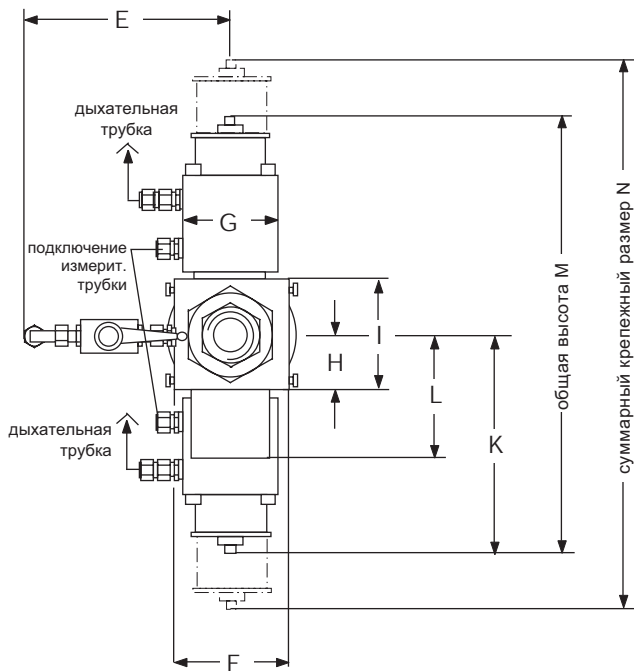 E
дыхательная
трубка
G
подключение
измерит.
трубки
I
H
L
K
дыхательная
трубка
F
общая высота M
суммарный крепежный размер N